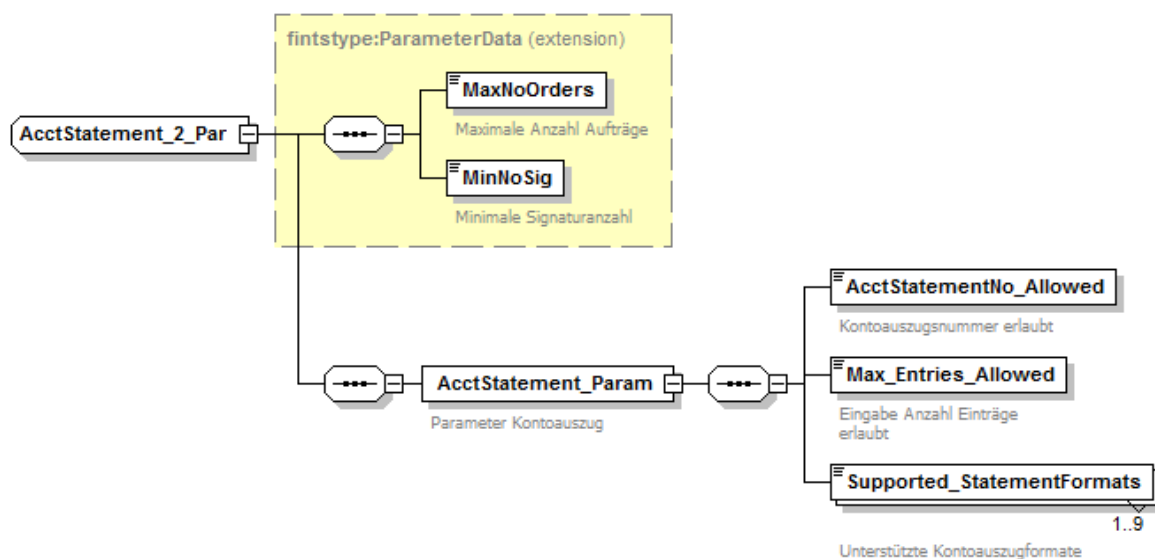 fintstype:ParameterData (extension)
MaxNoOrders
Maximale Anzahl Aufträge
AcctStatement_2_Par
MinNoSig
Minimale Signaturanzahl
AcctStatementNo_Allowed
Kontoauszugsnummer erlaubt
AcctStatement_Param
Parameter Kontoauszug
Max_Entries_Allowed
Eingabe Anzahl Einträge
erlaubt
Supported_StatementFormats
1..9
Unterstützte Kontoauszugformate